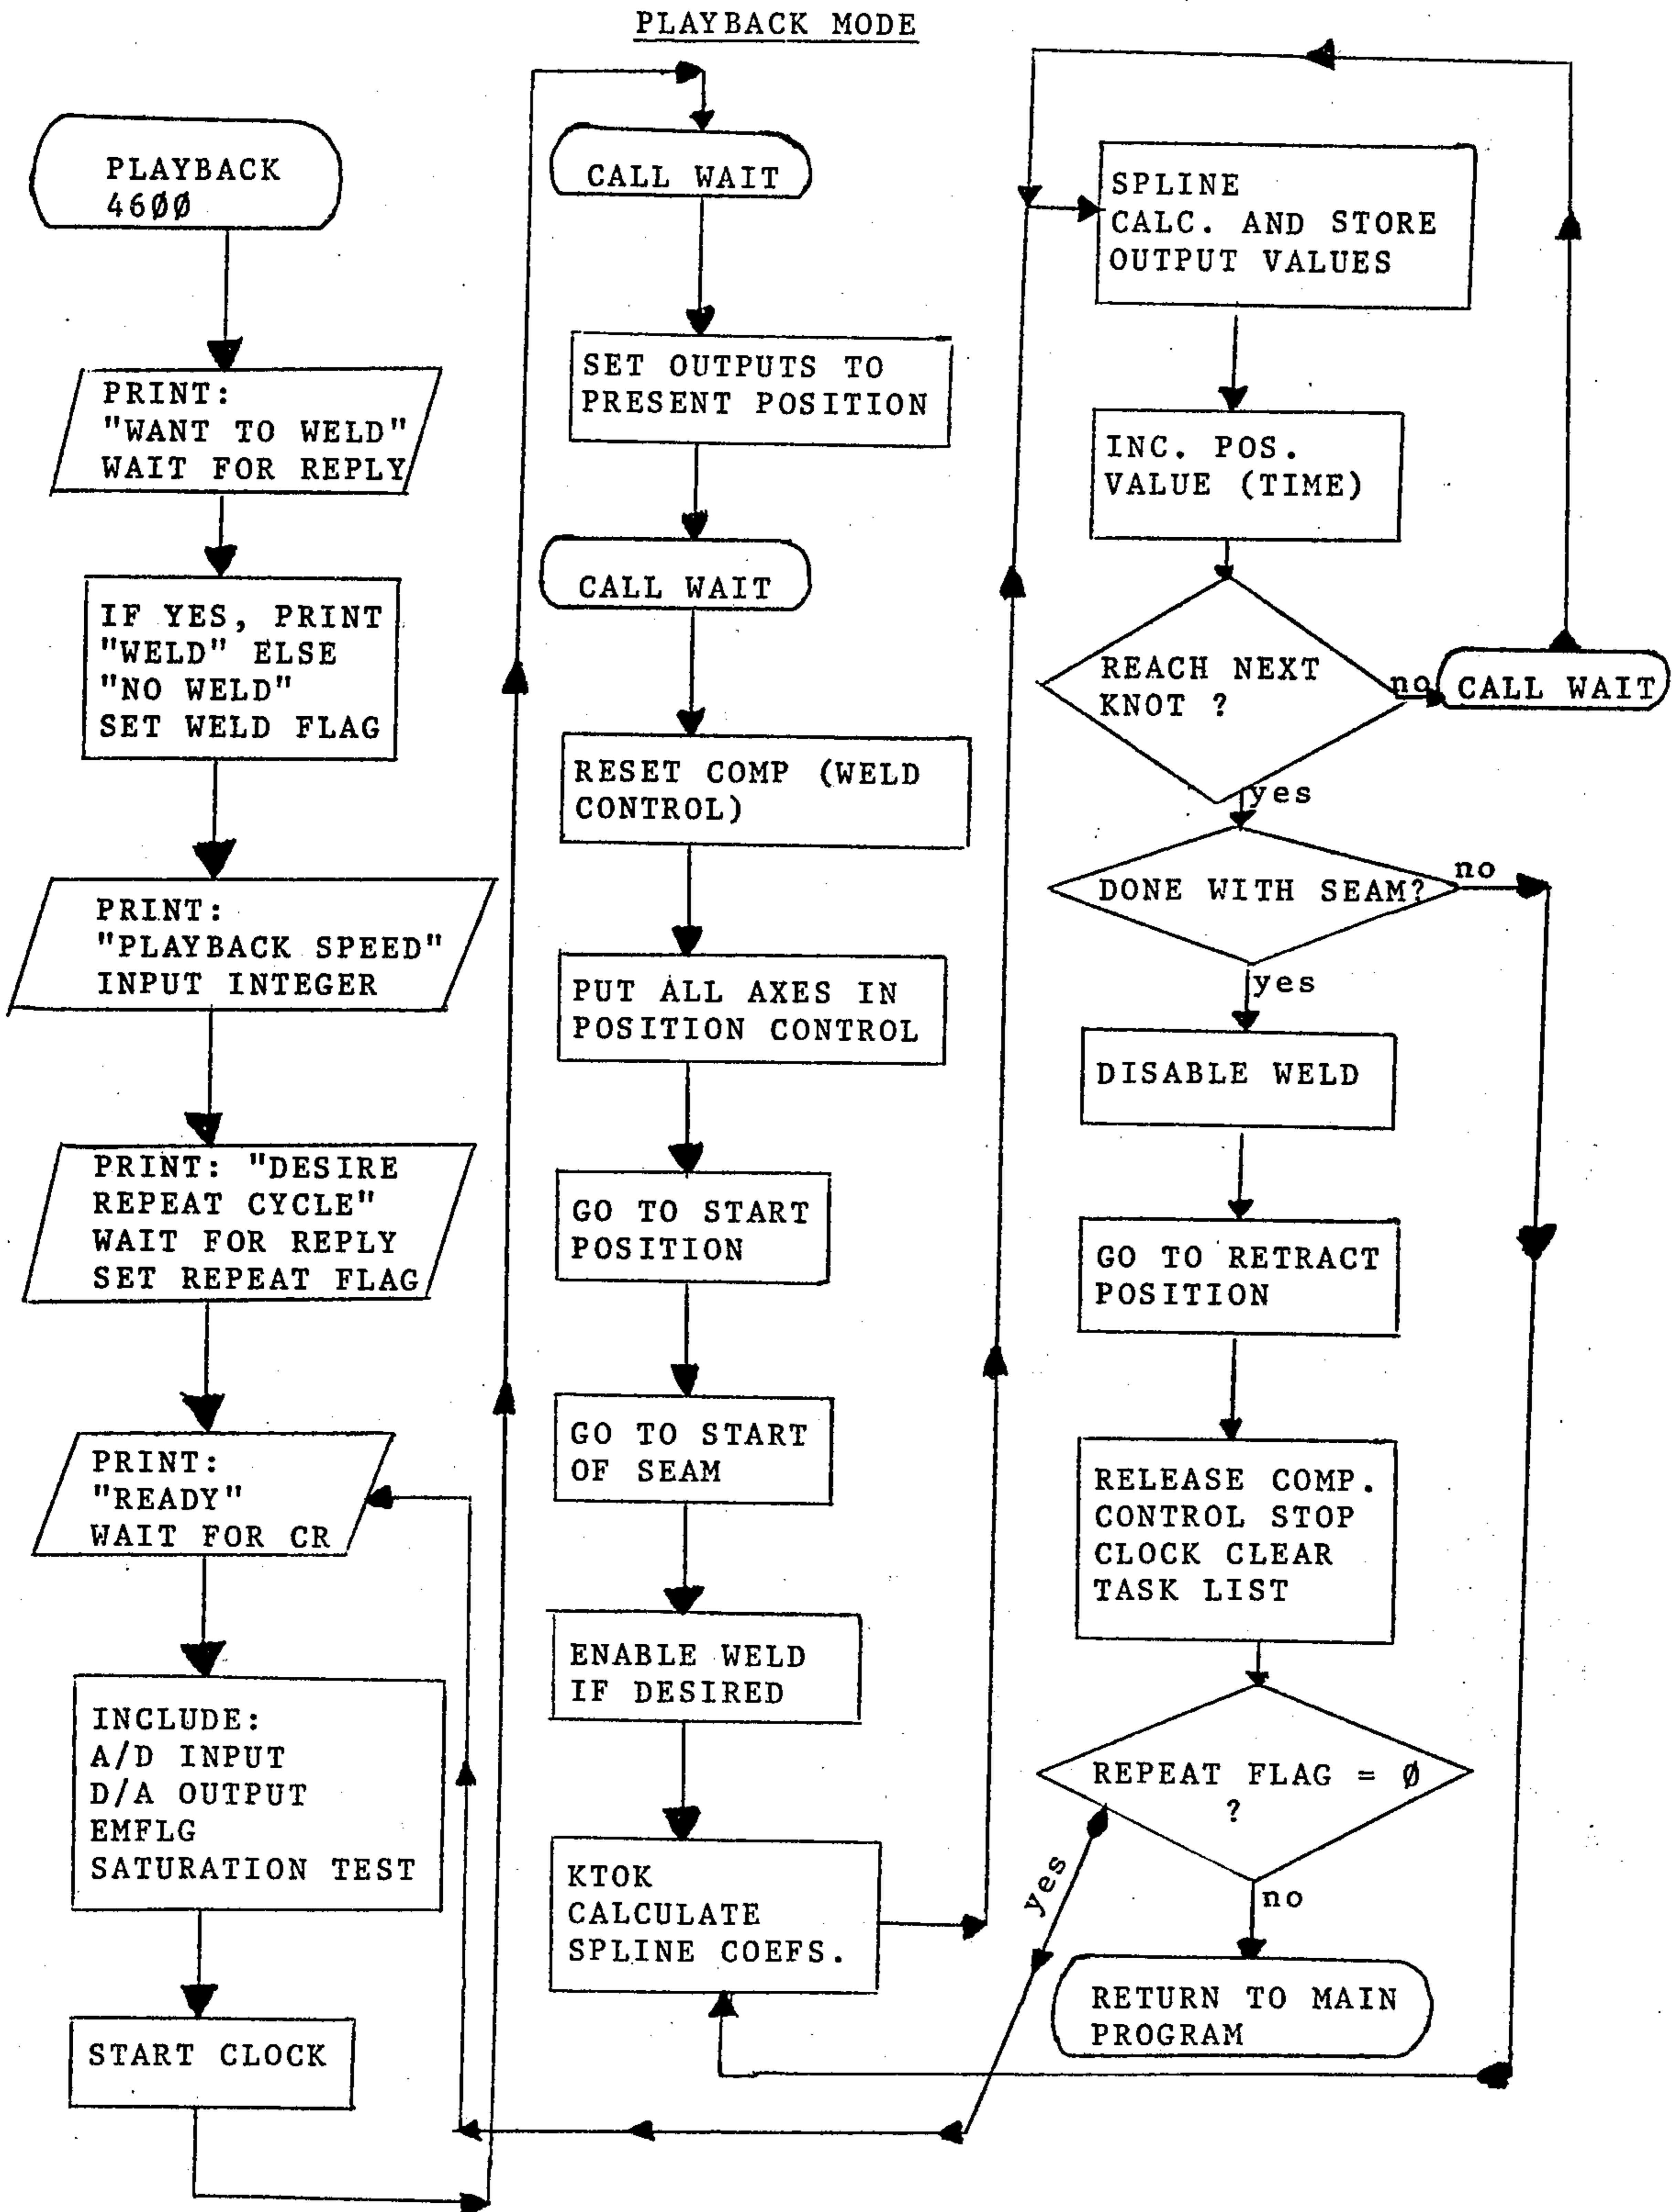 PLAYBACK MODE
PLAYBACK
46ØØ
PRINT:
"WANT TO WELD"
WAIT FOR REPLY
IF YES, PRINT
"WELD" ELSE
"NO WELD"
SET WELD FLAG
PRINT:
"PLAYBACK SPEED"
INPUT INTEGER
PRINT: "DESIRE
REPEAT CYCLE"
WAIT FOR REPLY
SET REPEAT FLAG
PRINT:
"READY"
WAIT FOR CR
INCLUDE:
A/D INPUT
D/A OUTPUT
EMFLG
SATURATION TEST
START CLOCK
CALL WAIT
SET OUTPUTS TO
PRESENT POSITION
CALL WAIT
RESET COMP (WELD
CONTROL)
PUT ALL AXES IN
POSITION CONTROL
GO TO START
POSITION
GO TO START
OF SEAM
ENABLE WELD
IF DESIRED
KTOK
CALCULATE
SPLINE COEFS.
SPLINE
CALC. AND STORE
OUTPUT VALUES
INC. POS.
VALUE (TIME)
REACH NEXT
KNOT ?
no
CALL WAIT
yes
DONE WITH SEAM?
no
yes
DISABLE WELD
GO TO RETRACT
POSITION
RELEASE COMP.
CONTROL STOP
CLOCK CLEAR
TASK LIST
REPEAT FLAG = Ø
?
yes
no
RETURN TO MAIN
PROGRAM